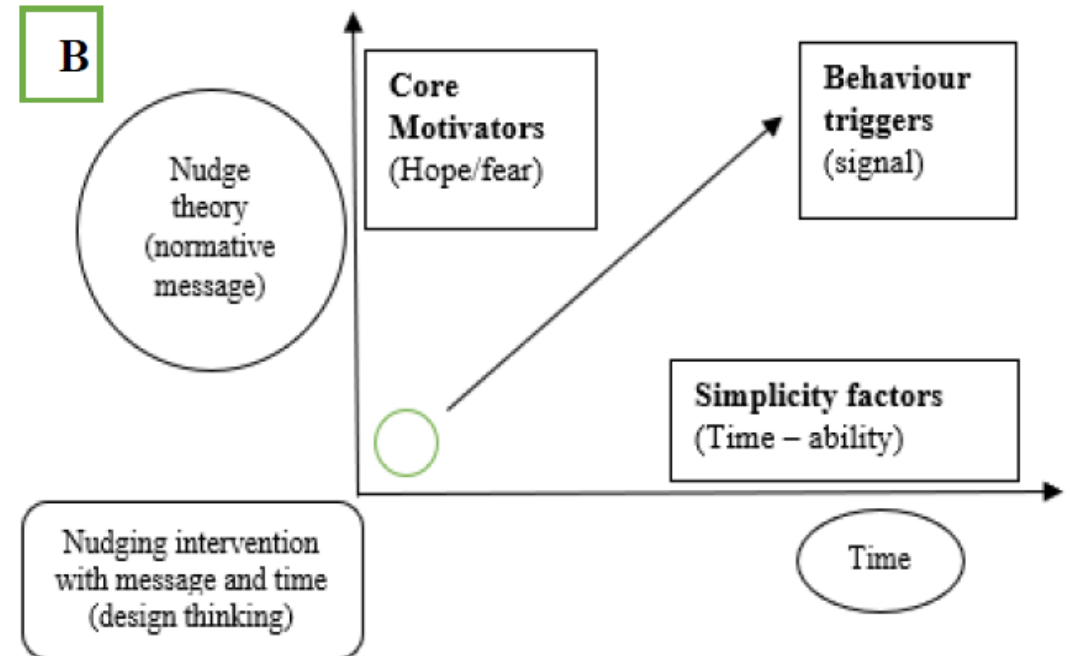 B
Nudge
theory
(normative
message)
Core
Motivators
(Hope/fear)
Behaviour
triggers
(signal)
Simplicity factors
(Time – ability)
Nudging intervention
with message and time
(design thinking)
Time